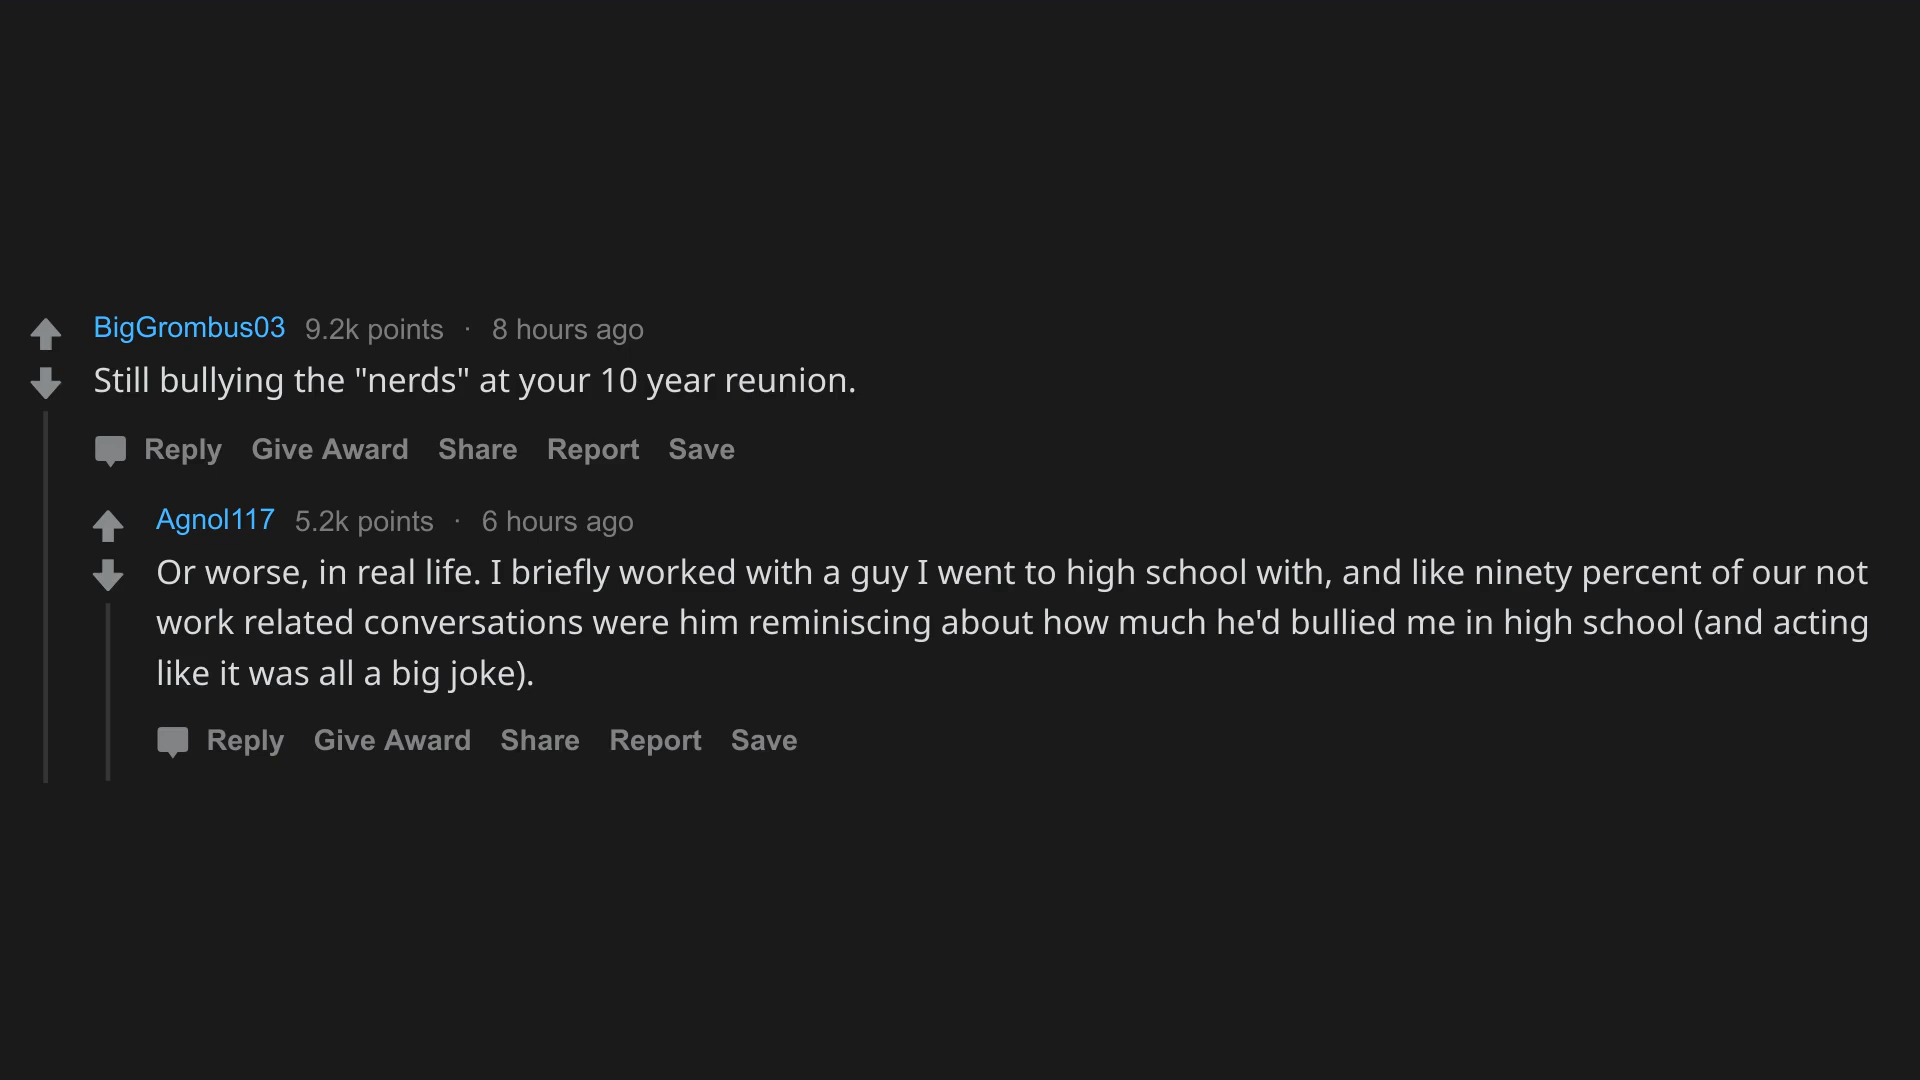 BigGrombus03 9.2k points · 8 hours ago
Still bullying the "nerds" at your 10 year reunion.
Reply Give Award Share Report Save
Agnol117 5.2k points · 6 hours ago
Or worse, in real life. I briefly worked with a guy I went to high school with, and like ninety percent of our not
work related conversations were him reminiscing about how much he'd bullied me in high school (and acting
like it was all a big joke).
Reply Give Award Share Report Save